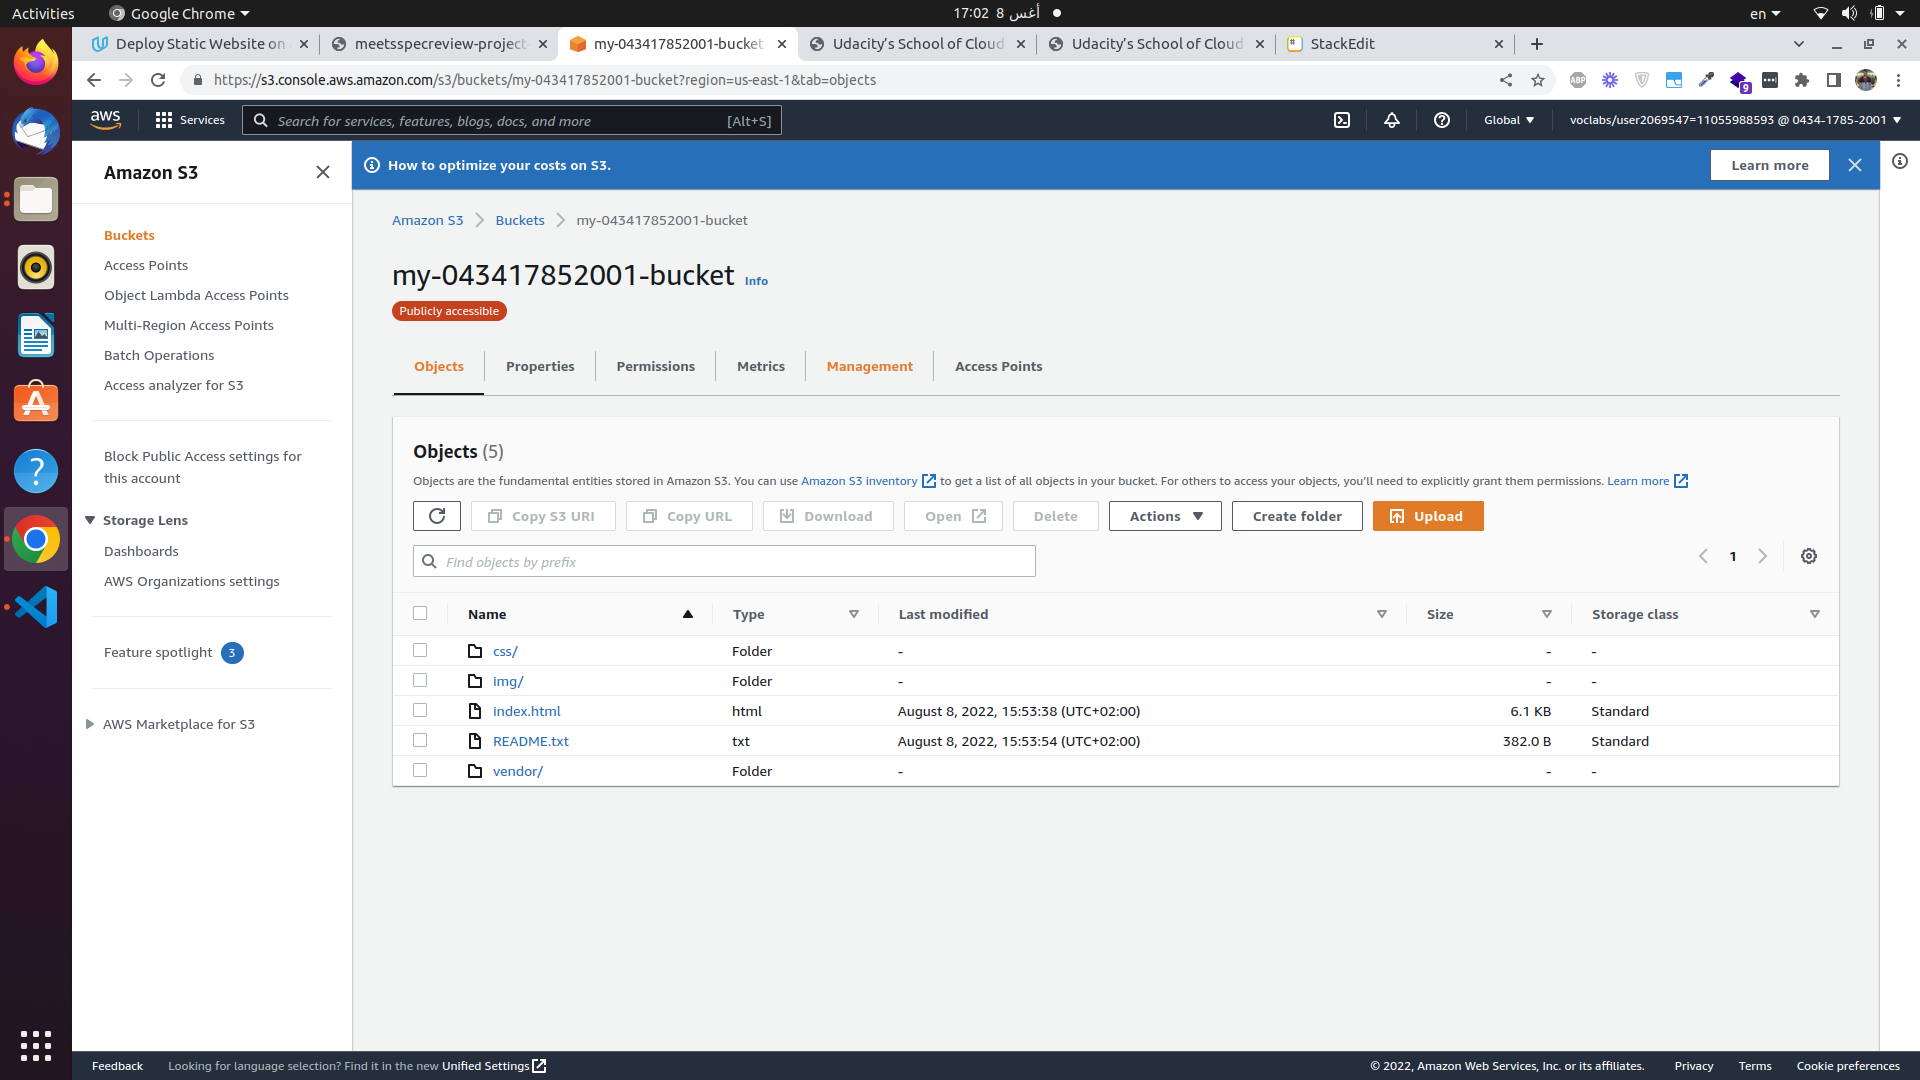 Activities
Google Chrome
17:02 8 أغس
en
Deploy Static Website on
meetsspecreview-project
my-043417852001-bucket
Udacity's School of Cloud
Udacity's School of Cloud
StackEdit
https://s3.console.aws.amazon.com/s3/buckets/my-043417852001-bucket?region=us-east-1&tab=objects
ABP
9
aws
Services
Search for services, features, blogs, docs, and more
[Alt+S]
Global
voclabs/user2069547=11055988593 @ 0434-1785-2001
Amazon S3
Buckets
Access Points
Object Lambda Access Points
Multi-Region Access Points
Batch Operations
Access analyzer for S3
Block Public Access settings for
this account
Storage Lens
Dashboards
AWS Organizations settings
Feature spotlight 3
AWS Marketplace for S3
How to optimize your costs on S3.
Learn more
Amazon S3 Buckets my-043417852001-bucket
my-043417852001-bucket Info
Publicly accessible
Objects Properties Permissions Metrics Management Access Points
Objects (5)
Objects are the fundamental entities stored in Amazon S3. You can use Amazon S3 inventory to get a list of all objects in your bucket. For others to access your objects, you'll need to explicitly grant them permissions. Learn more
Copy S3 URI Copy URL Download Open Delete Actions Create folder Upload
Find objects by prefix
1
Name Type Last modified Size Storage class
css/ Folder - - -
img/ Folder - - -
index.html html August 8, 2022, 15:53:38 (UTC+02:00) 6.1 KB Standard
README.txt txt August 8, 2022, 15:53:54 (UTC+02:00) 382.0 B Standard
vendor/ Folder - - -
Feedback
Looking for language selection? Find it in the new Unified Settings
© 2022, Amazon Web Services, Inc. or its affiliates.
Privacy
Terms
Cookie preferences